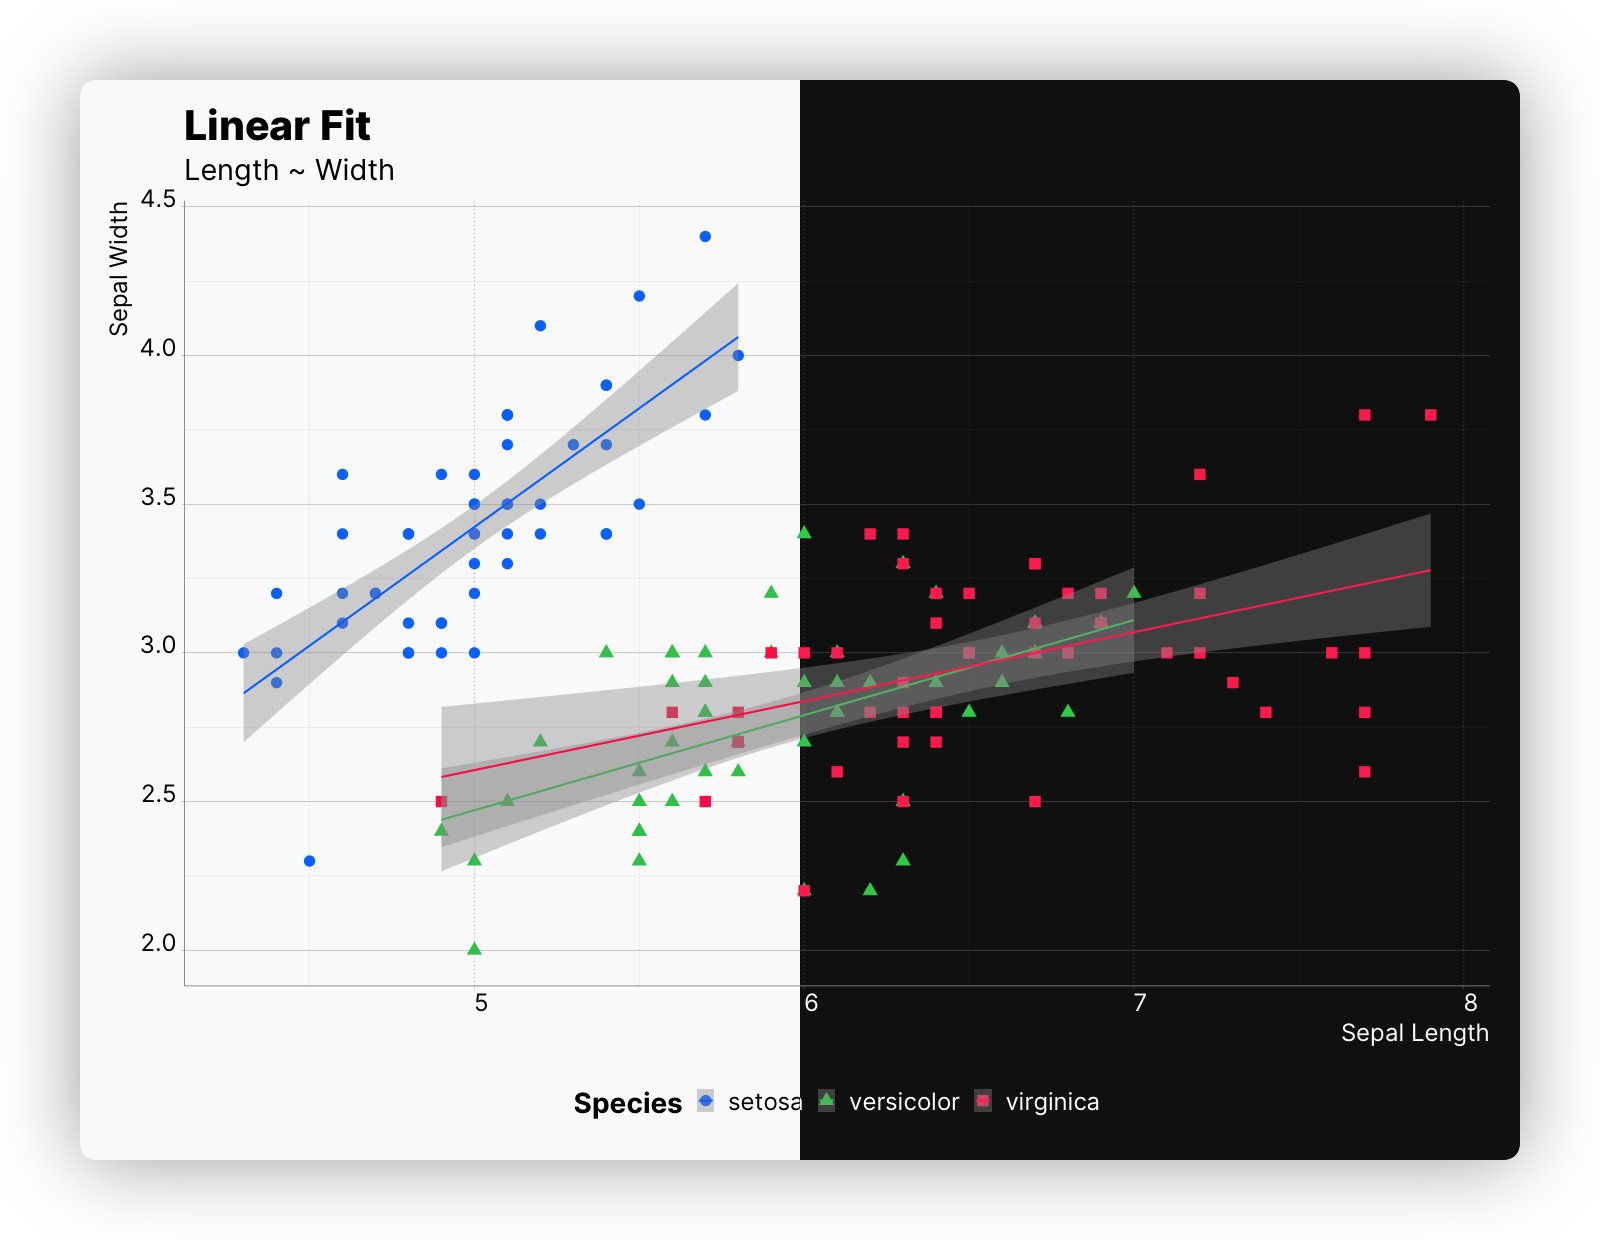 Linear Fit
Length ~ Width
Sepal Width
4.5
4.0
3.5
3.0
2.5
2.0
5 6 7 8
Sepal Length
Species setosa versicolor virginica